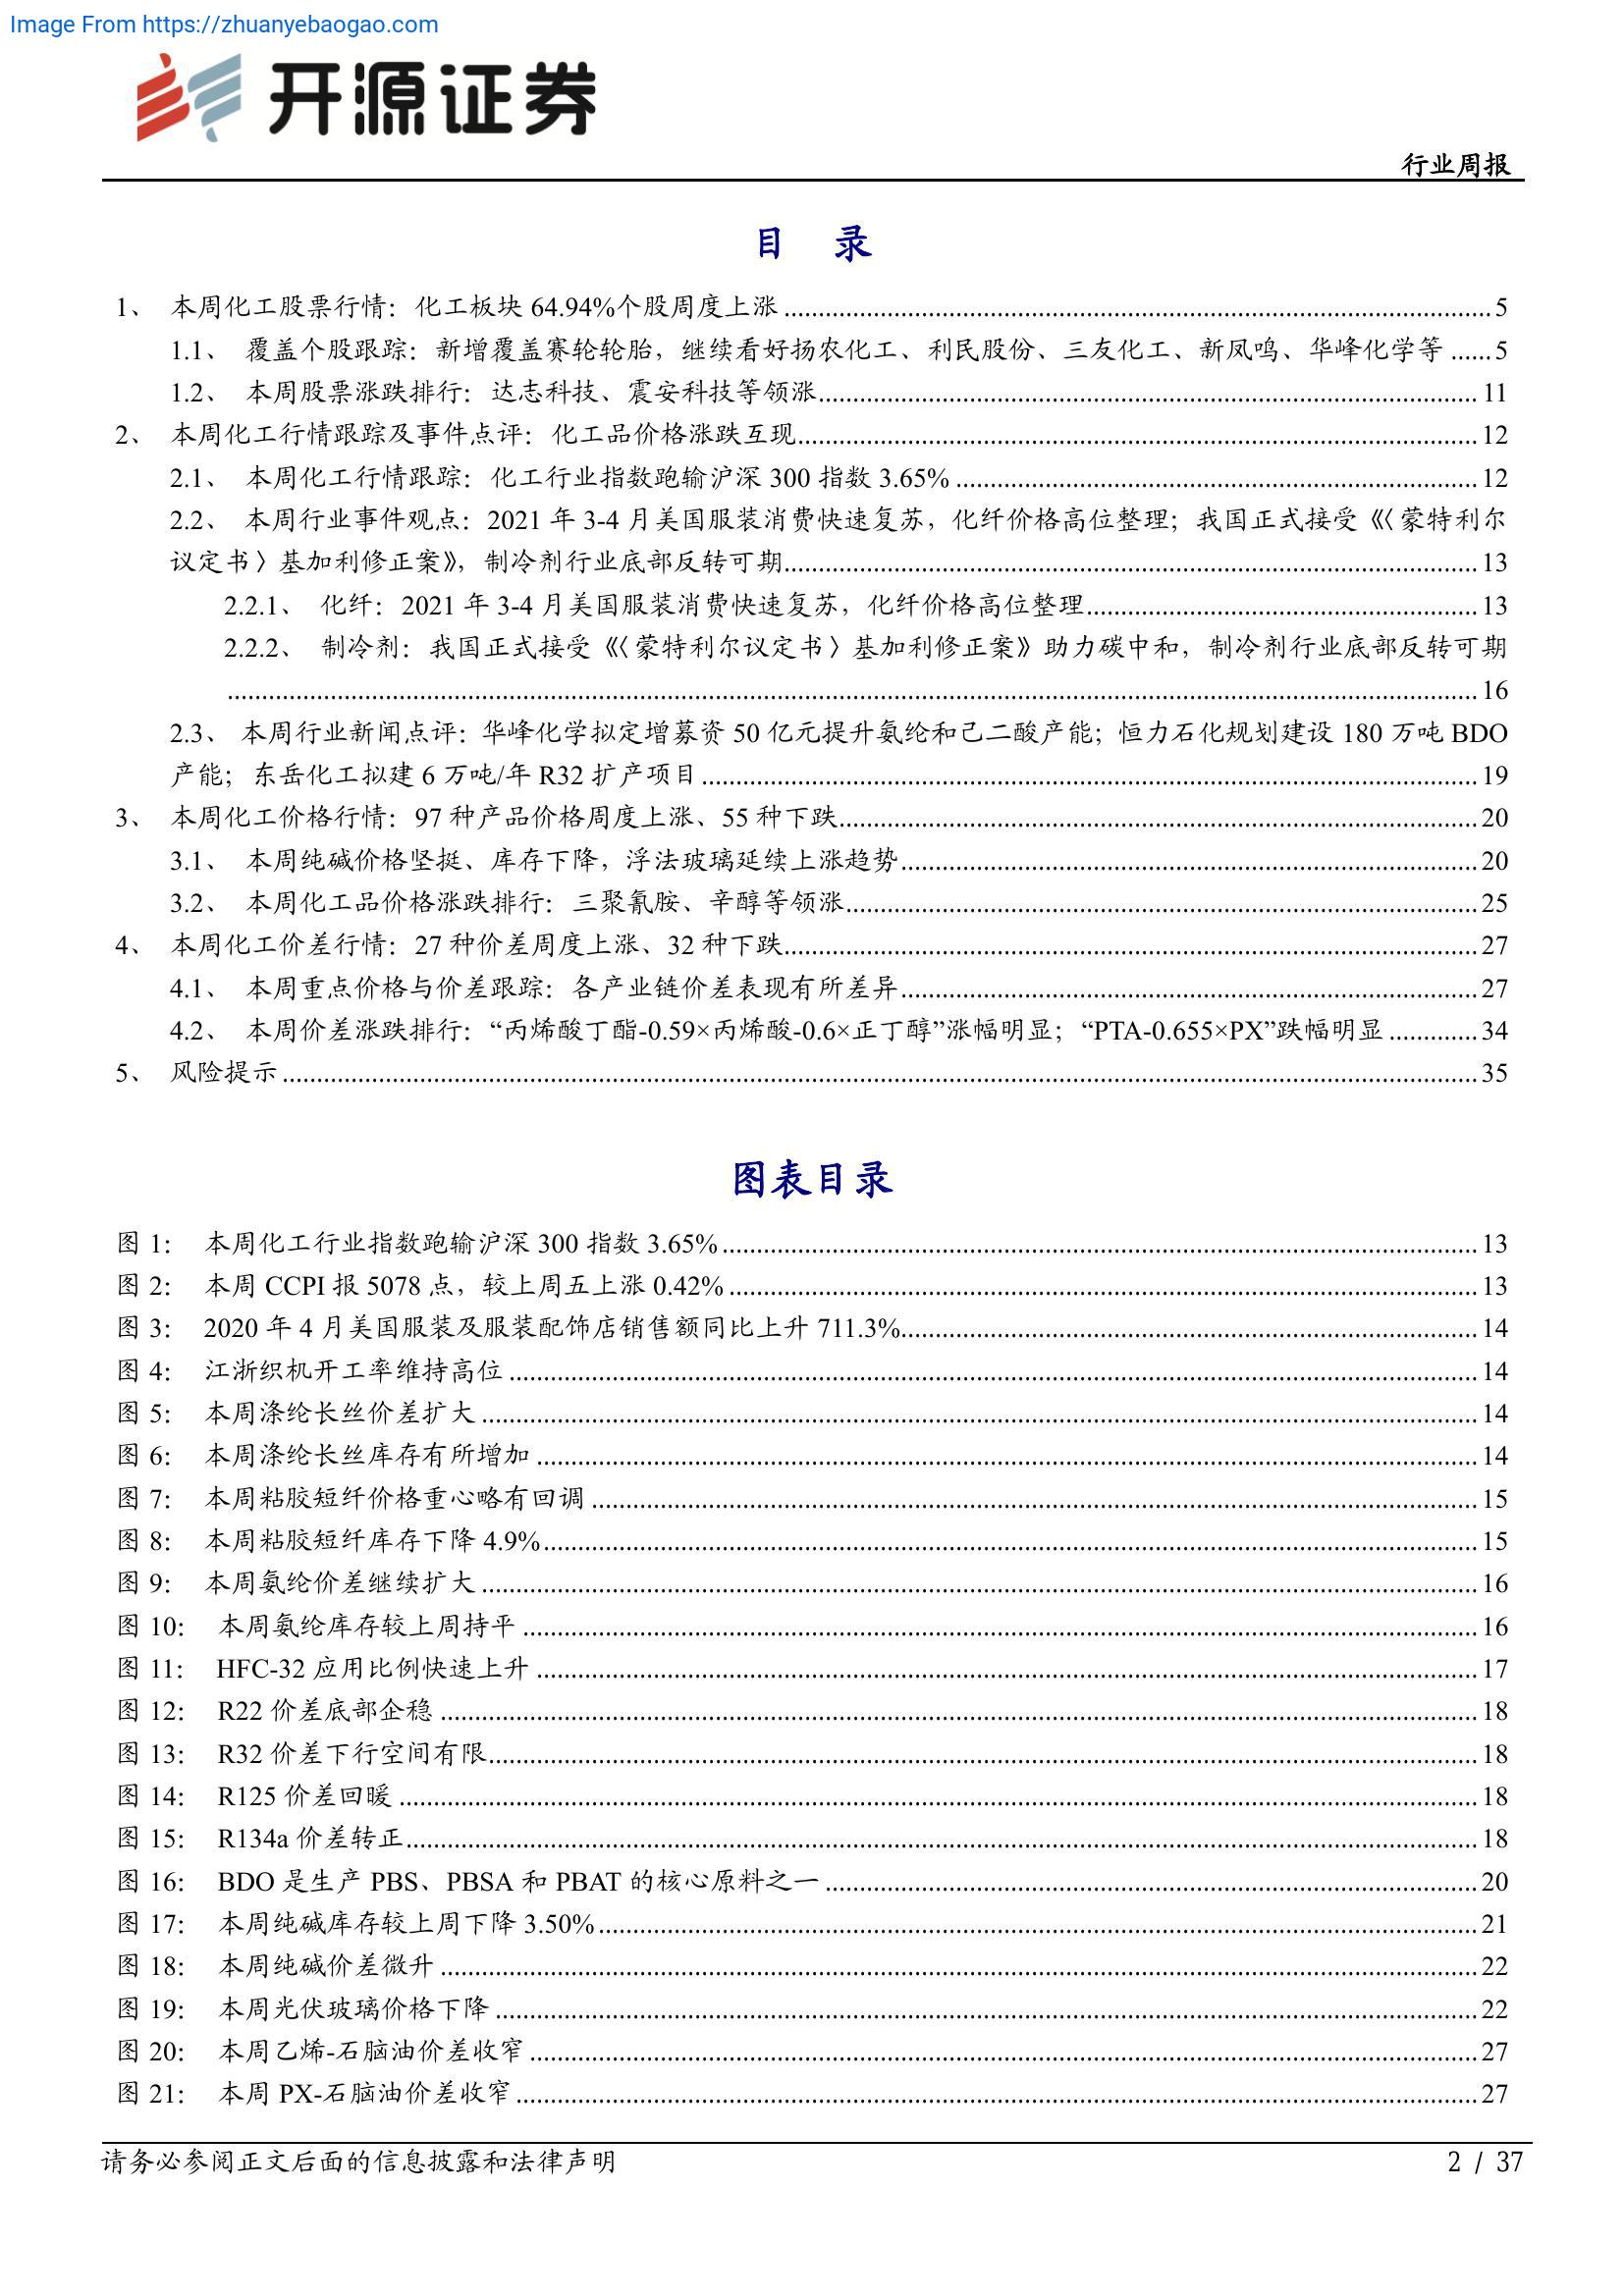 Image From https://zhuanyebaogao.com
开源证券
行业周报
目 录
1、 本周化工股票行情：化工板块 64.94%个股周度上涨 5
1.1、 覆盖个股跟踪：新增覆盖赛轮轮胎，继续看好扬农化工、利民股份、三友化工、新凤鸣、华峰化学等 5
1.2、 本周股票涨跌排行：达志科技、震安科技等领涨 11
2、 本周化工行情跟踪及事件点评：化工品价格涨跌互现 12
2.1、 本周化工行情跟踪：化工行业指数跑输沪深 300 指数 3.65% 12
2.2、 本周行业事件观点：2021 年 3-4 月美国服装消费快速复苏，化纤价格高位整理；我国正式接受《〈蒙特利尔
议定书〉基加利修正案》，制冷剂行业底部反转可期 13
2.2.1、 化纤：2021 年 3-4 月美国服装消费快速复苏，化纤价格高位整理 13
2.2.2、 制冷剂：我国正式接受《〈蒙特利尔议定书〉基加利修正案》助力碳中和，制冷剂行业底部反转可期
16
2.3、 本周行业新闻点评：华峰化学拟定增募资 50 亿元提升氨纶和己二酸产能；恒力石化规划建设 180 万吨 BDO
产能；东岳化工拟建 6 万吨/年 R32 扩产项目 19
3、 本周化工价格行情：97 种产品价格周度上涨、55 种下跌 20
3.1、 本周纯碱价格坚挺、库存下降，浮法玻璃延续上涨趋势 20
3.2、 本周化工品价格涨跌排行：三聚氰胺、辛醇等领涨 25
4、 本周化工价差行情：27 种价差周度上涨、32 种下跌 27
4.1、 本周重点价格与价差跟踪：各产业链价差表现有所差异 27
4.2、 本周价差涨跌排行：“丙烯酸丁酯-0.59×丙烯酸-0.6×正丁醇”涨幅明显；“PTA-0.655×PX”跌幅明显 34
5、 风险提示 35
图表目录
图 1： 本周化工行业指数跑输沪深 300 指数 3.65% 13
图 2： 本周 CCPI 报 5078 点，较上周五上涨 0.42% 13
图 3： 2020 年 4 月美国服装及服装配饰店销售额同比上升 711.3% 14
图 4： 江浙织机开工率维持高位 14
图 5： 本周涤纶长丝价差扩大 14
图 6： 本周涤纶长丝库存有所增加 14
图 7： 本周粘胶短纤价格重心略有回调 15
图 8： 本周粘胶短纤库存下降 4.9% 15
图 9： 本周氨纶价差继续扩大 16
图 10： 本周氨纶库存较上周持平 16
图 11： HFC-32 应用比例快速上升 17
图 12： R22 价差底部企稳 18
图 13： R32 价差下行空间有限 18
图 14： R125 价差回暖 18
图 15： R134a 价差转正 18
图 16： BDO 是生产 PBS、PBSA 和 PBAT 的核心原料之一 20
图 17： 本周纯碱库存较上周下降 3.50% 21
图 18： 本周纯碱价差微升 22
图 19： 本周光伏玻璃价格下降 22
图 20： 本周乙烯-石脑油价差收窄 27
图 21： 本周 PX-石脑油价差收窄 27
请务必参阅正文后面的信息披露和法律声明 2 / 37